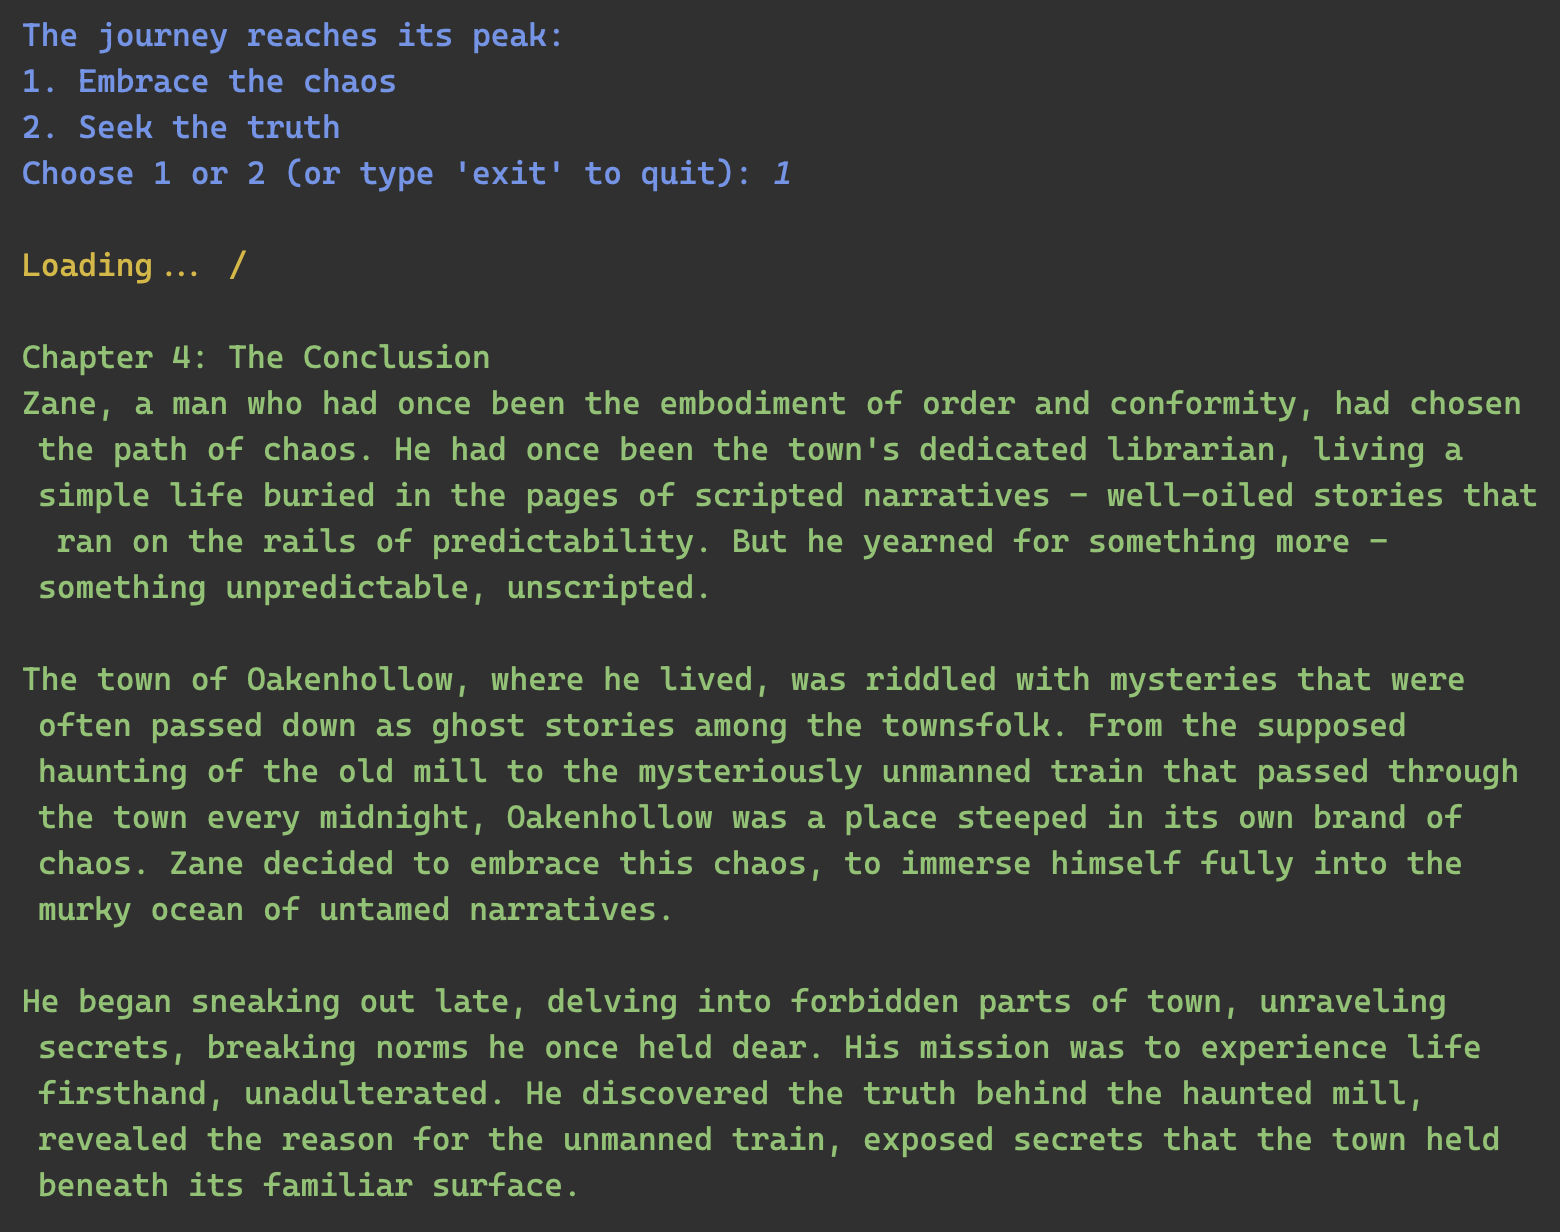 The journey reaches its peak:
1. Embrace the chaos
2. Seek the truth
Choose 1 or 2 (or type 'exit' to quit): 1
Loading... /
Chapter 4: The Conclusion
Zane, a man who had once been the embodiment of order and conformity, had chosen
the path of chaos. He had once been the town's dedicated librarian, living a
simple life buried in the pages of scripted narratives - well-oiled stories that
ran on the rails of predictability. But he yearned for something more -
something unpredictable, unscripted.
The town of Oakenhollow, where he lived, was riddled with mysteries that were
often passed down as ghost stories among the townsfolk. From the supposed
haunting of the old mill to the mysteriously unmanned train that passed through
the town every midnight, Oakenhollow was a place steeped in its own brand of
chaos. Zane decided to embrace this chaos, to immerse himself fully into the
murky ocean of untamed narratives.
He began sneaking out late, delving into forbidden parts of town, unraveling
secrets, breaking norms he once held dear. His mission was to experience life
firsthand, unadulterated. He discovered the truth behind the haunted mill,
revealed the reason for the unmanned train, exposed secrets that the town held
beneath its familiar surface.